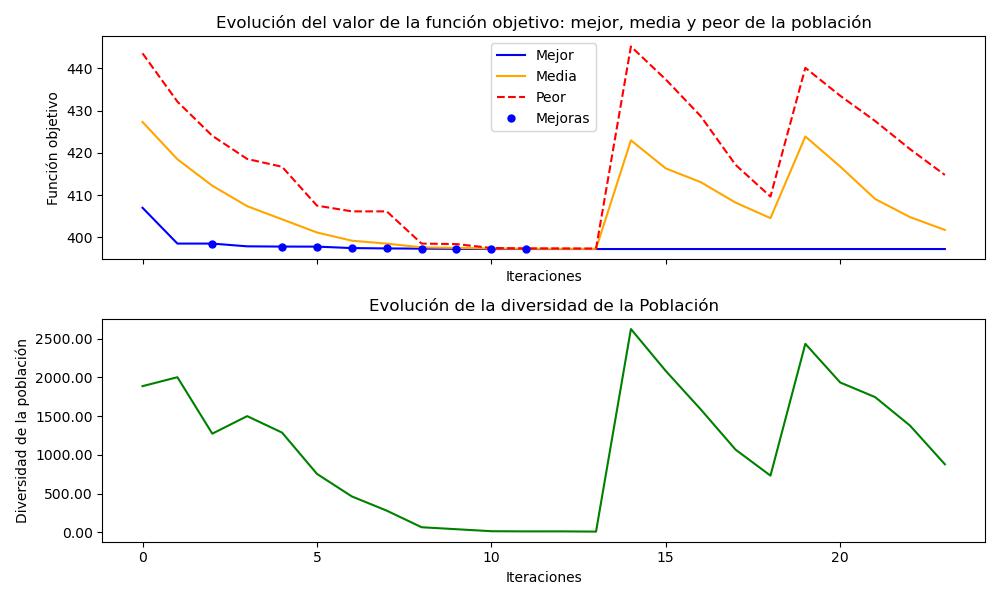 Evolución del valor de la función objetivo: mejor, media y peor de la población
Función objetivo
440
430
420
410
400
Mejor
Media
Peor
Mejoras
Iteraciones
Evolución de la diversidad de la Población
Diversidad de la población
2500.00
2000.00
1500.00
1000.00
500.00
0.00
0
5
10
15
20
Iteraciones